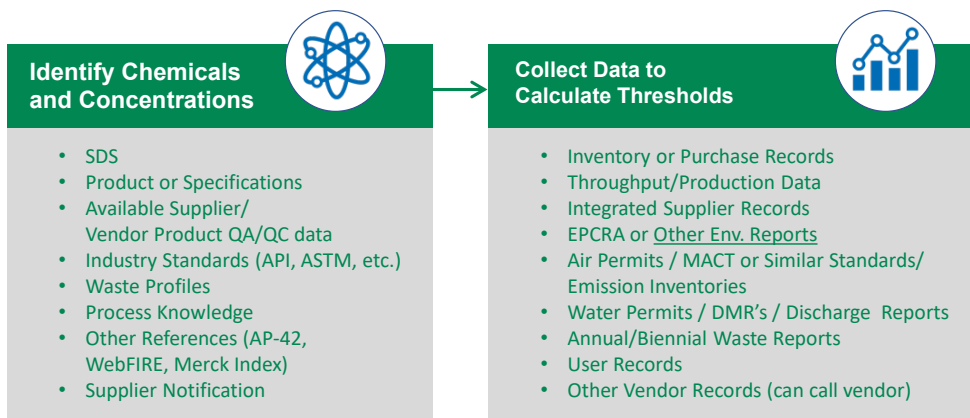 Identify Chemicals
and Concentrations
• SDS
• Product or Specifications
• Available Supplier/
Vendor Product QA/QC data
• Industry Standards (API, ASTM, etc.)
• Waste Profiles
• Process Knowledge
• Other References (AP-42,
WebFIRE, Merck Index)
• Supplier Notification
Collect Data to
Calculate Thresholds
• Inventory or Purchase Records
• Throughput/Production Data
• Integrated Supplier Records
• EPCRA or Other Env. Reports
• Air Permits / MACT or Similar Standards/
Emission Inventories
• Water Permits / DMR's / Discharge Reports
• Annual/Biennial Waste Reports
• User Records
• Other Vendor Records (can call vendor)